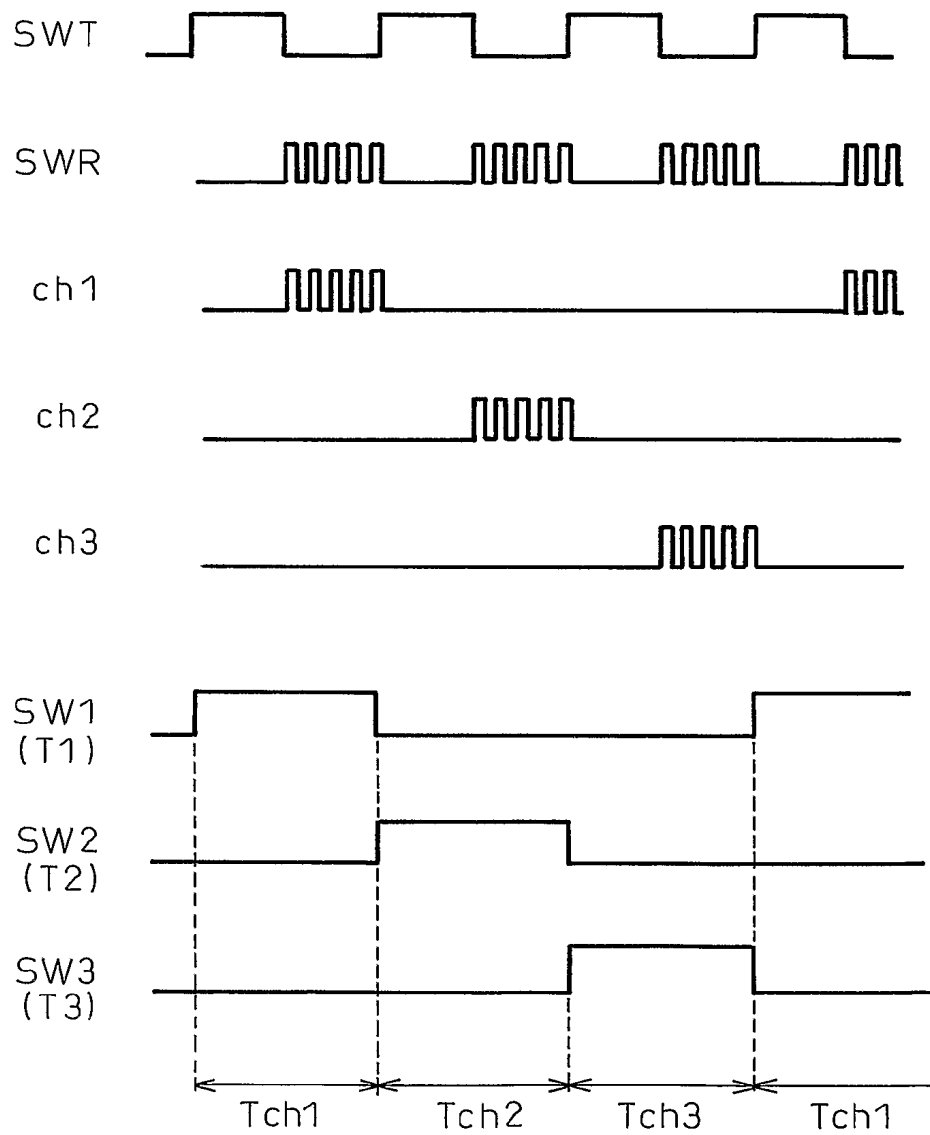 SWT
SWR
ch1
ch2
ch3
SW1
(T1)
SW2
(T2)
SW3
(T3)
Tch1 Tch2 Tch3 Tch1